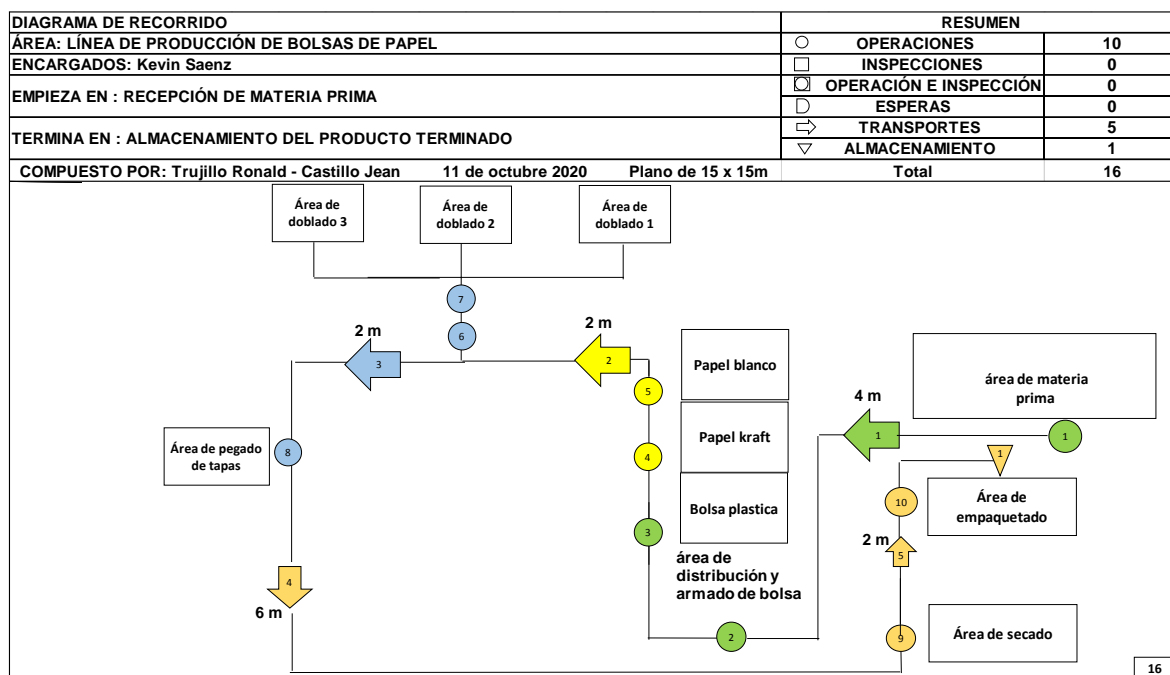 DIAGRAMA DE RECORRIDO
RESUMEN
ÁREA: LÍNEA DE PRODUCCIÓN DE BOLSAS DE PAPEL
OPERACIONES 10
ENCARGADOS: Kevin Saenz
INSPECCIONES 0
EMPIEZA EN : RECEPCIÓN DE MATERIA PRIMA
OPERACIÓN E INSPECCIÓN 0
ESPERAS 0
TERMINA EN : ALMACENAMIENTO DEL PRODUCTO TERMINADO
TRANSPORTES 5
ALMACENAMIENTO 1
COMPUESTO POR: Trujillo Ronald - Castillo Jean 11 de octubre 2020 Plano de 15 x 15m
Total 16
Área de
doblado 3
Área de
doblado 2
Área de
doblado 1
7
6
2 m
3
2 m
2
5
4
3
Papel blanco
Papel kraft
Bolsa plastica
área de
distribución y
armado de bolsa
2
área de materia
prima
4 m
1
1
1
10
Área de
empaquetado
2 m
5
9
Área de secado
Área de pegado
de tapas
8
4
6 m
16